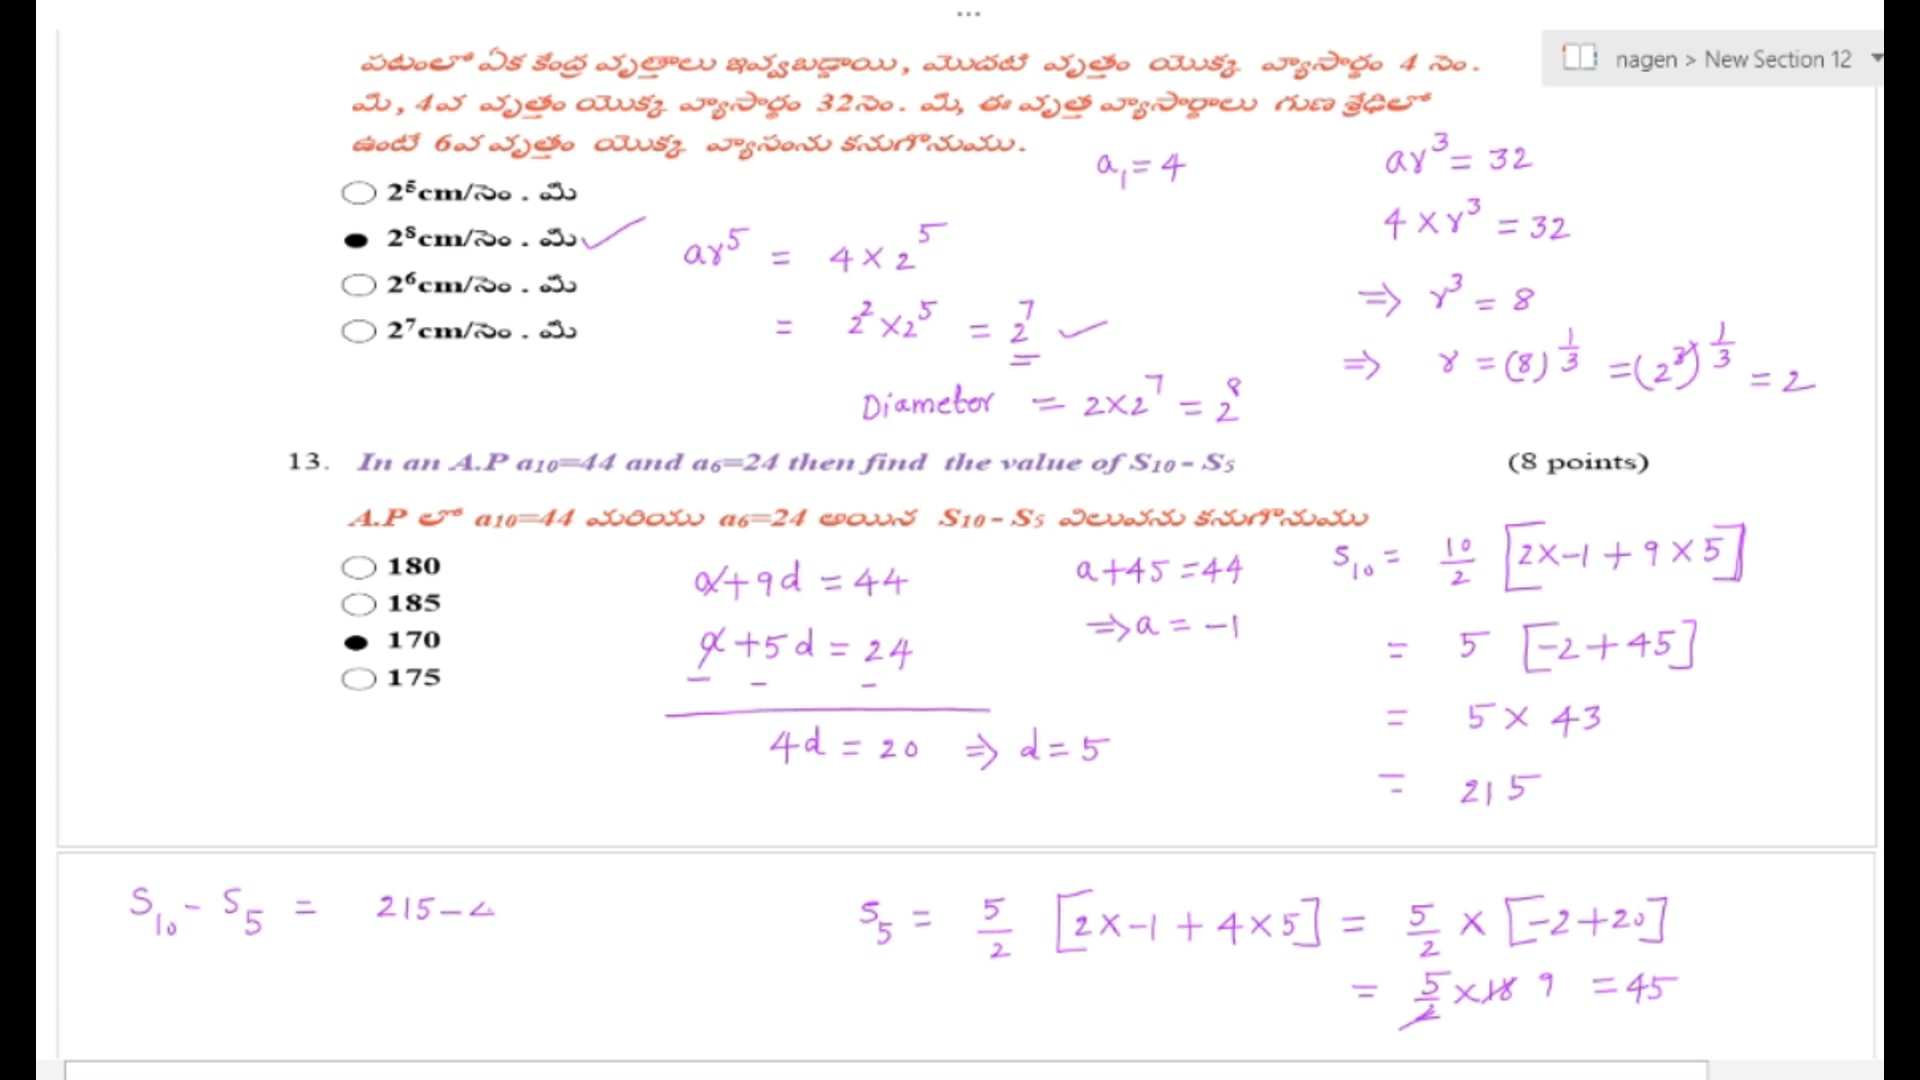 ...
nagen > New Section 12
పటంలో ఏక కేంద్ర వృత్తాలు ఇవ్వబడ్డాయి, మొదటి వృత్తం యొక్క వ్యాసార్థం 4 సెం.
మీ, 4వ వృత్తం యొక్క వ్యాసార్థం 32సెం. మీ, ఈ వృత్త వ్యాసార్థాలు గుణ శ్రేఢిలో
ఉంటే 6వ వృత్తం యొక్క వ్యాసంను కనుగొనుము.
a₁ = 4
ar³ = 32
2⁵cm/సెం. మీ
4 × r³ = 32
2⁸cm/సెం. మీ
ar⁵ = 4 × 2⁵
2⁶cm/సెం. మీ
⇒ r³ = 8
2⁷cm/సెం. మీ
= 2² × 2⁵ = 2⁷
⇒ r = (8)^(1/3) = (2³)^(1/3) = 2
Diameter = 2×2⁷ = 2⁸
13. In an A.P a₁₀=44 and a₆=24 then find the value of S₁₀ - S₅ (8 points)
A.P లో a₁₀=44 మరియు a₆=24 అయిన S₁₀ - S₅ విలువను కనుగొనుము
180
185
170
175
a + 9d = 44
a + 5d = 24
- - -
4d = 20 ⇒ d = 5
a + 45 = 44
⇒ a = -1
S₁₀ = 10/2 [2×-1 + 9×5]
= 5 [-2 + 45]
= 5 × 43
= 215
S₁₀ - S₅ = 215 - 4
S₅ = 5/2 [2×-1 + 4×5] = 5/2 × [-2+20]
= 5/2 × 18 9 = 45